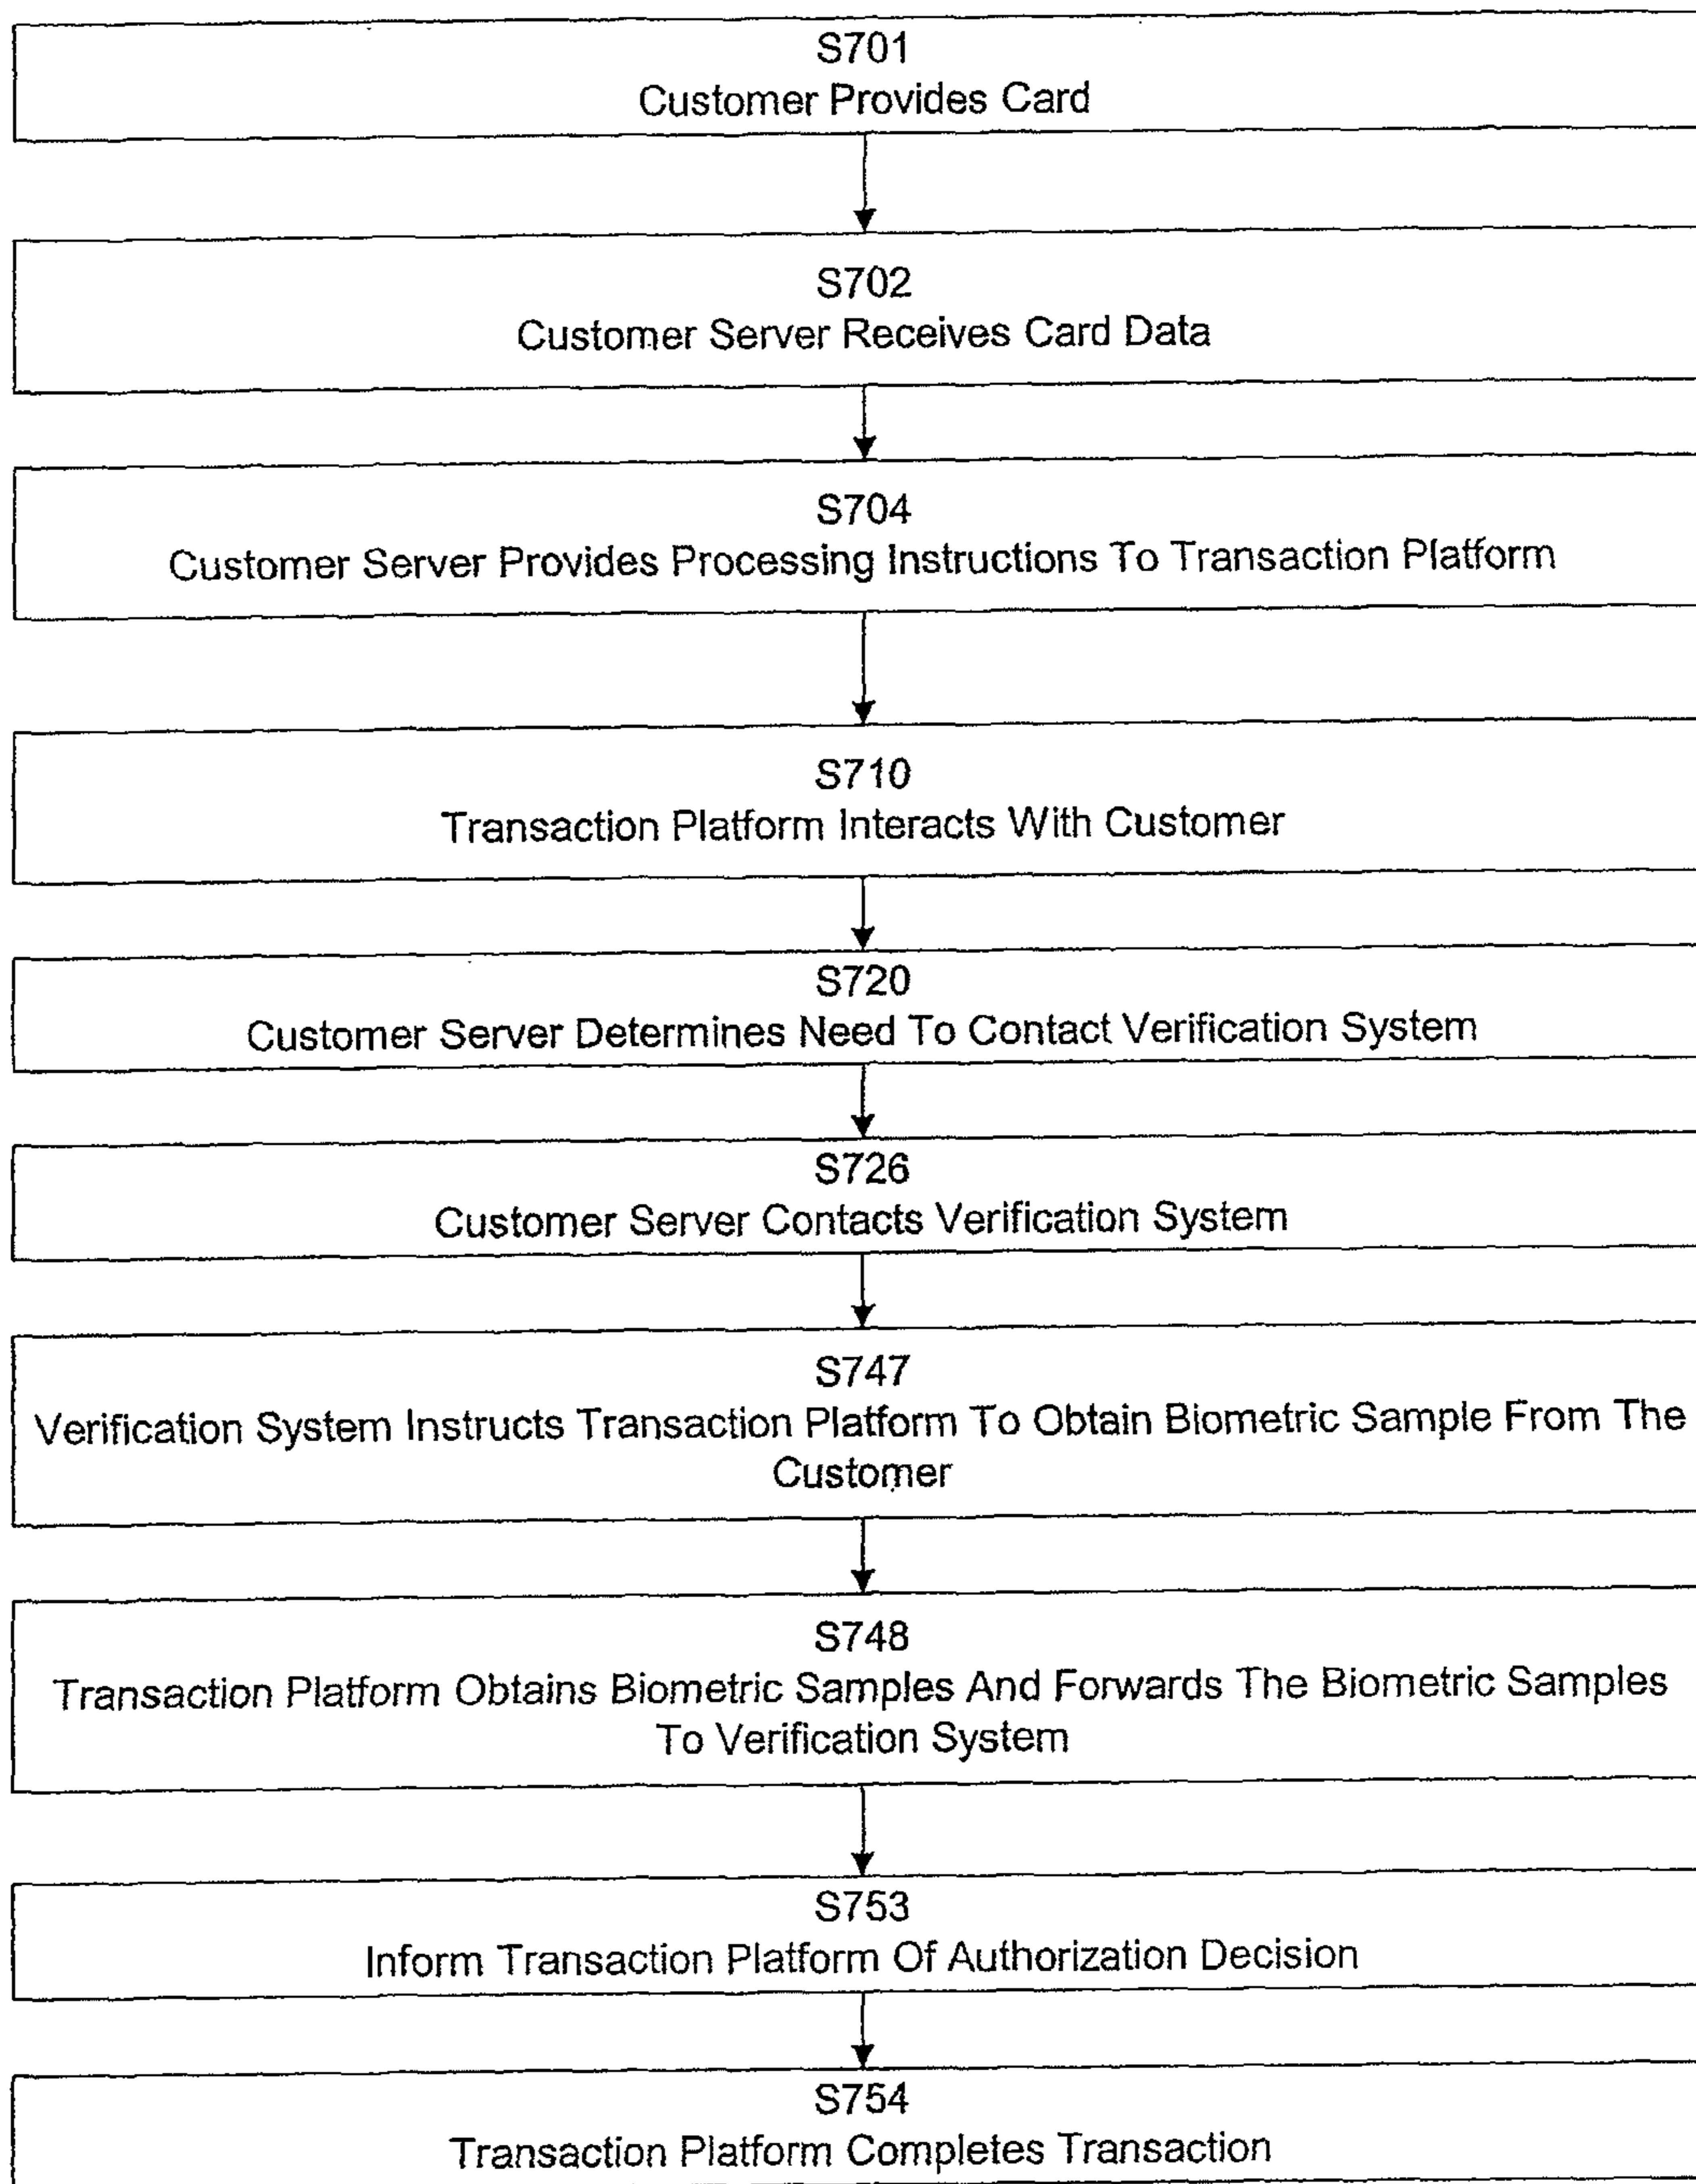 S701
Customer Provides Card
S702
Customer Server Receives Card Data
S704
Customer Server Provides Processing Instructions To Transaction Platform
S710
Transaction Platform Interacts With Customer
S720
Customer Server Determines Need To Contact Verification System
S726
Customer Server Contacts Verification System
S747
Verification System Instructs Transaction Platform To Obtain Biometric Sample From The
Customer
S748
Transaction Platform Obtains Biometric Samples And Forwards The Biometric Samples
To Verification System
S753
Inform Transaction Platform Of Authorization Decision
S754
Transaction Platform Completes Transaction